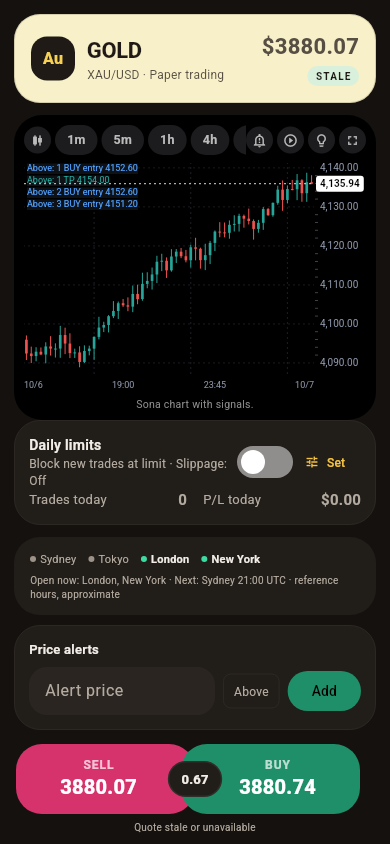 Au
GOLD
XAU/USD · Paper trading
$3880.07
STALE
1m
5m
1h
4h
Above: 1 BUY entry 4152.60
Above: 1 TP 4154.00
Above: 2 BUY entry 4152.60
Above: 3 BUY entry 4151.20
4,140.00
4,135.94
4,130.00
4,120.00
4,110.00
4,100.00
4,090.00
10/6
19:00
23:45
10/7
Sona chart with signals.
Daily limits
Block new trades at limit · Slippage:
Off
Set
Trades today 0 P/L today $0.00
Sydney Tokyo London New York
Open now: London, New York · Next: Sydney 21:00 UTC · reference
hours, approximate
Price alerts
Alert price
Above
Add
SELL
3880.07
0.67
BUY
3880.74
Quote stale or unavailable